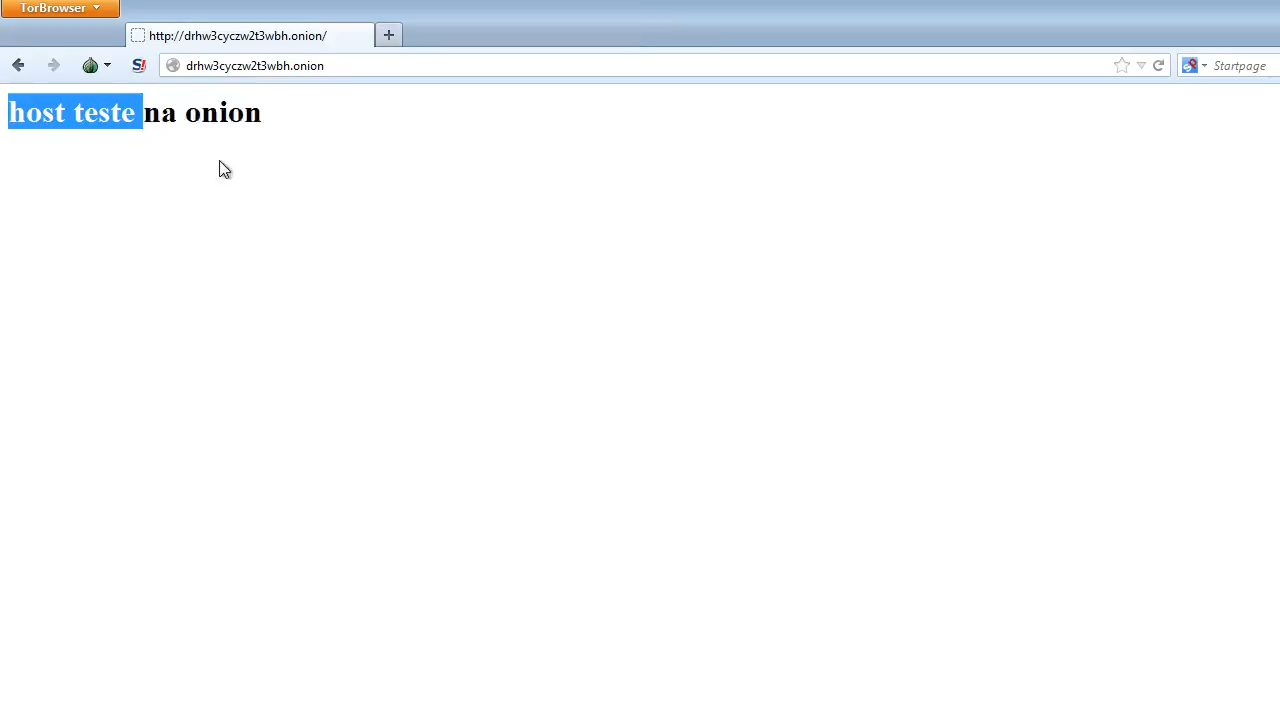 TorBrowser
http://drhw3cyczw2t3wbh.onion/
S!
drhw3cyczw2t3wbh.onion
Startpage
host teste na onion